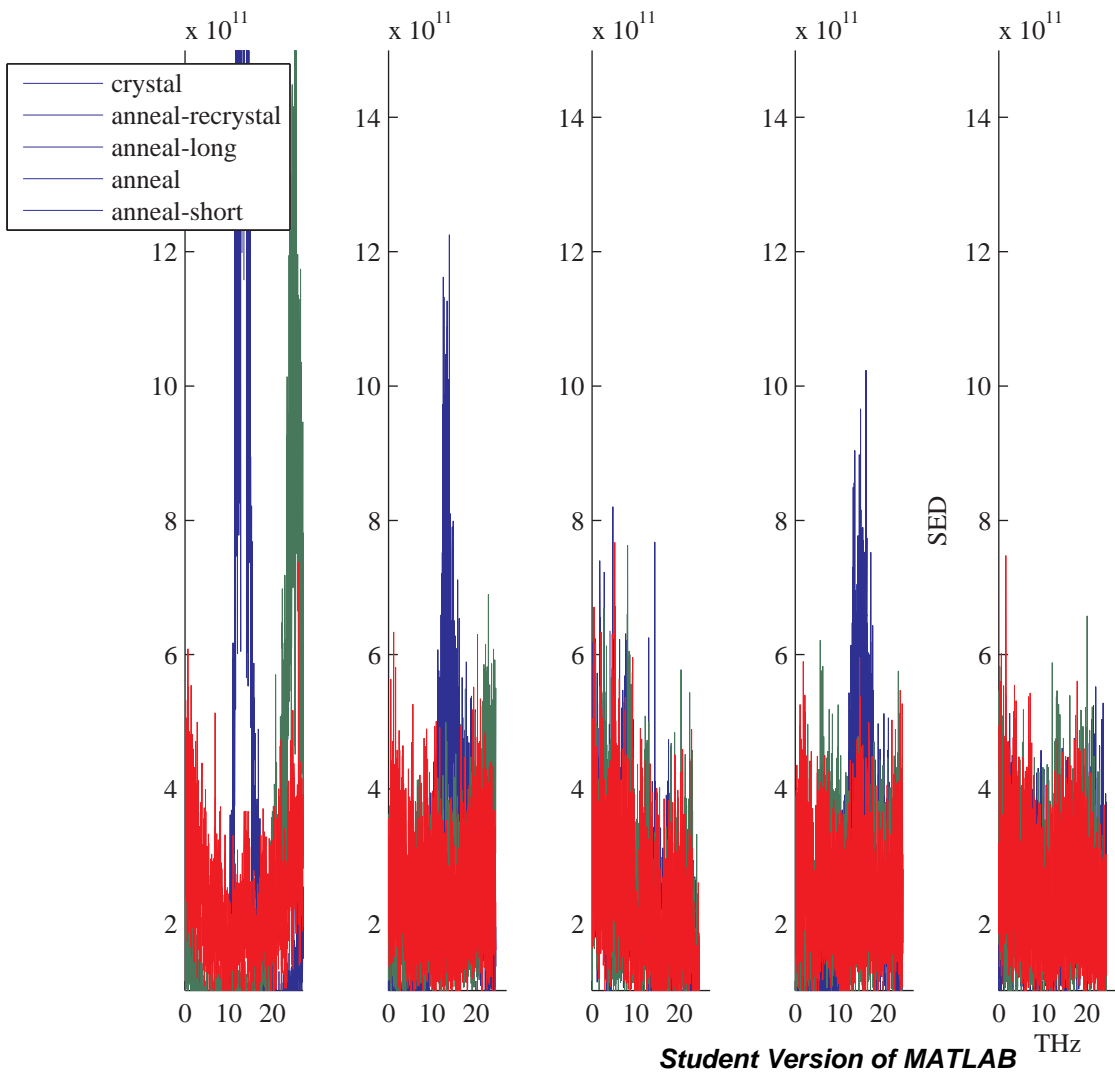 x 10^11 x 10^11 x 10^11 x 10^11 x 10^11
crystal
anneal-recrystal
anneal-long
anneal
anneal-short
14 14 14 14
12 12 12 12 12
10 10 10 10 10
8 8 8 8 8
SED
6 6 6 6 6
4 4 4 4 4
2 2 2 2 2
0 10 20 0 10 20 0 10 20 0 10 20 0 10 20
THz
Student Version of MATLAB